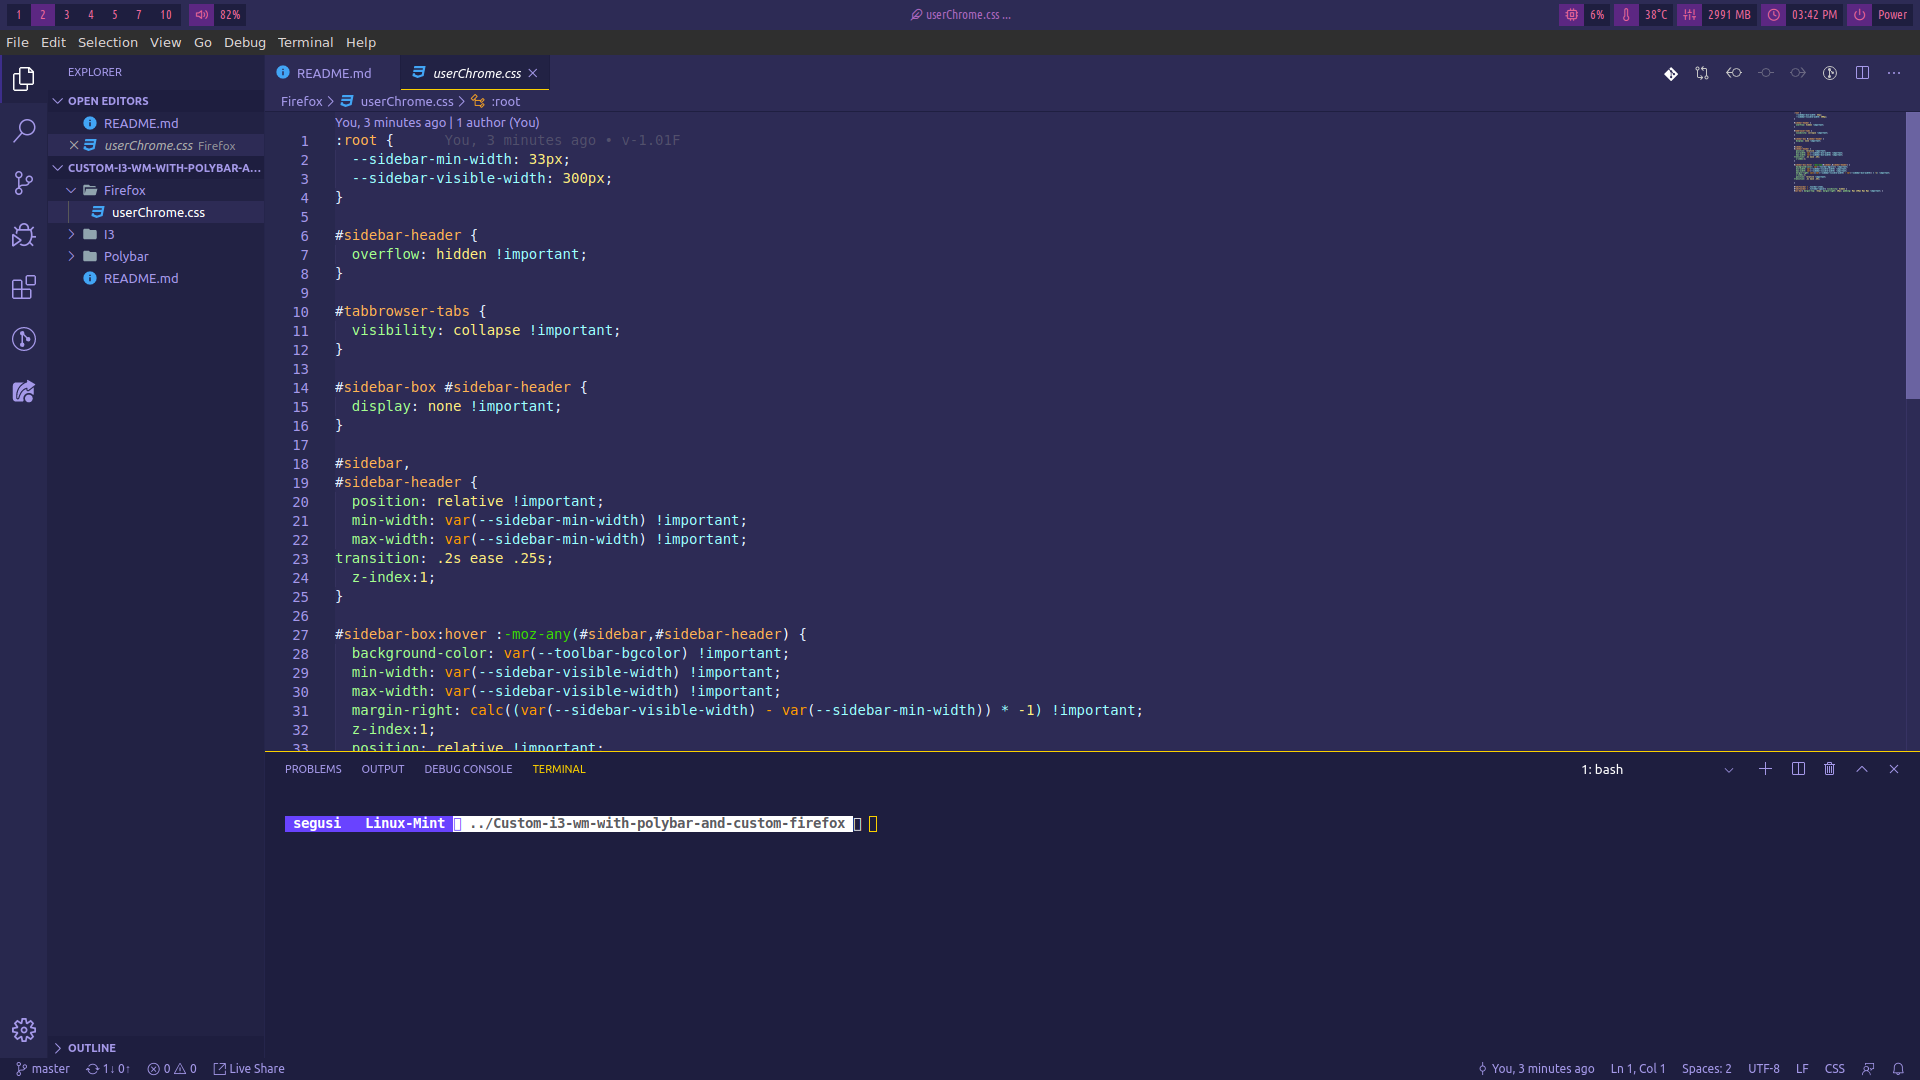 1 2 3 4 5 7 10 82% userChrome.css ... 6% 38°C 2991 MB 03:42 PM Power
File Edit Selection View Go Debug Terminal Help
EXPLORER
OPEN EDITORS
README.md
userChrome.css Firefox
CUSTOM-I3-WM-WITH-POLYBAR-A...
Firefox
userChrome.css
I3
Polybar
README.md
OUTLINE
README.md userChrome.css
Firefox userChrome.css :root
You, 3 minutes ago | 1 author (You)
1 :root { You, 3 minutes ago • v-1.01F
2 --sidebar-min-width: 33px;
3 --sidebar-visible-width: 300px;
4 }
5
6 #sidebar-header {
7 overflow: hidden !important;
8 }
9
10 #tabbrowser-tabs {
11 visibility: collapse !important;
12 }
13
14 #sidebar-box #sidebar-header {
15 display: none !important;
16 }
17
18 #sidebar,
19 #sidebar-header {
20 position: relative !important;
21 min-width: var(--sidebar-min-width) !important;
22 max-width: var(--sidebar-min-width) !important;
23 transition: .2s ease .25s;
24 z-index:1;
25 }
26
27 #sidebar-box:hover :-moz-any(#sidebar,#sidebar-header) {
28 background-color: var(--toolbar-bgcolor) !important;
29 min-width: var(--sidebar-visible-width) !important;
30 max-width: var(--sidebar-visible-width) !important;
31 margin-right: calc((var(--sidebar-visible-width) - var(--sidebar-min-width)) * -1) !important;
32 z-index:1;
33 position: relative !important;
PROBLEMS OUTPUT DEBUG CONSOLE TERMINAL 1: bash
segusi Linux-Mint ../Custom-i3-wm-with-polybar-and-custom-firefox
master 1↓ 0↑ 0 0 Live Share You, 3 minutes ago Ln 1, Col 1 Spaces: 2 UTF-8 LF CSS